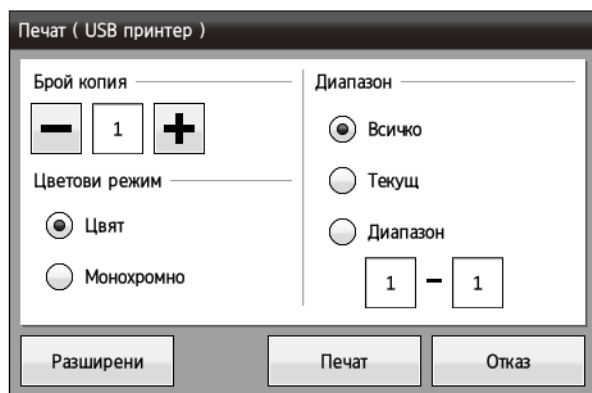 Печат ( USB принтер )
Брой копия
1
Цветови режим
Цвят
Монохромно
Диапазон
Всичко
Текущ
Диапазон
1 – 1
Разширени
Печат
Отказ